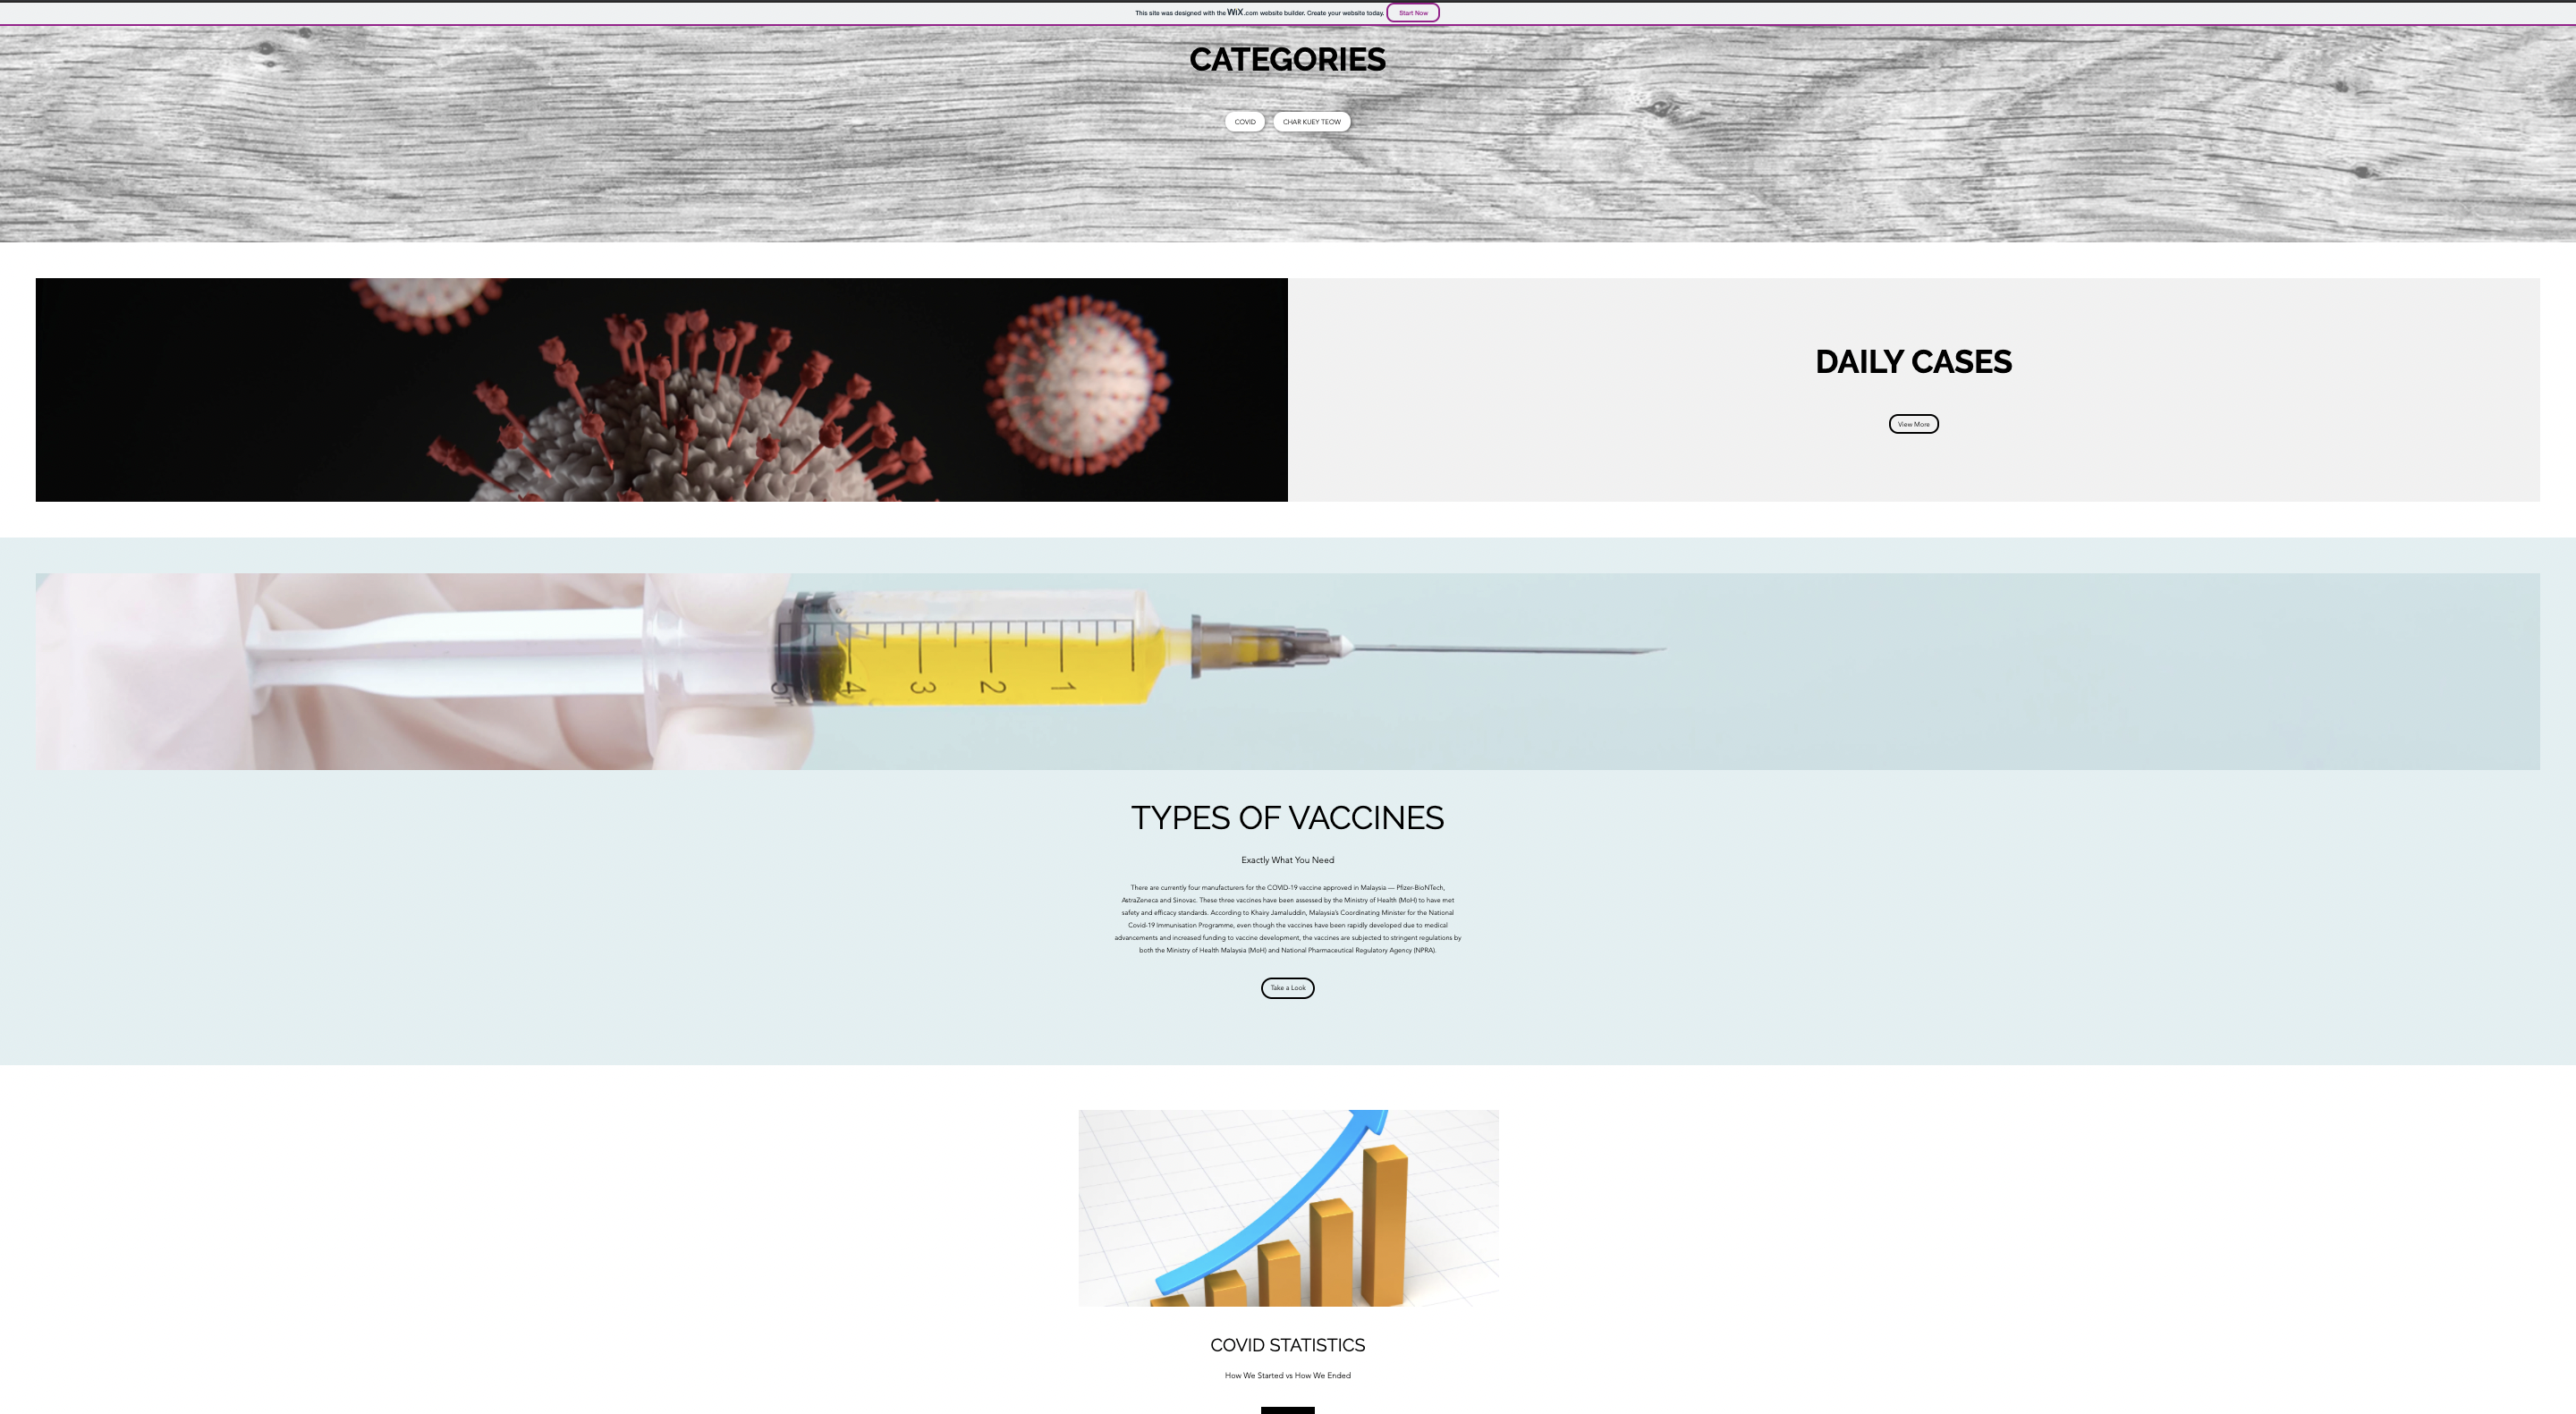 This site was designed with the WiX.com website builder. Create your website today. Start Now
CATEGORIES
COVID CHAR KUEY TEOW
DAILY CASES
View More
5m 4 3 2 1
TYPES OF VACCINES
Exactly What You Need
There are currently four manufacturers for the COVID-19 vaccine approved in Malaysia — Pfizer-BioNTech,
AstraZeneca and Sinovac. These three vaccines have been assessed by the Ministry of Health (MoH) to have met
safety and efficacy standards. According to Khairy Jamaluddin, Malaysia's Coordinating Minister for the National
Covid-19 Immunisation Programme, even though the vaccines have been rapidly developed due to medical
advancements and increased funding to vaccine development, the vaccines are subjected to stringent regulations by
both the Ministry of Health Malaysia (MoH) and National Pharmaceutical Regulatory Agency (NPRA).
Take a Look
COVID STATISTICS
How We Started vs How We Ended